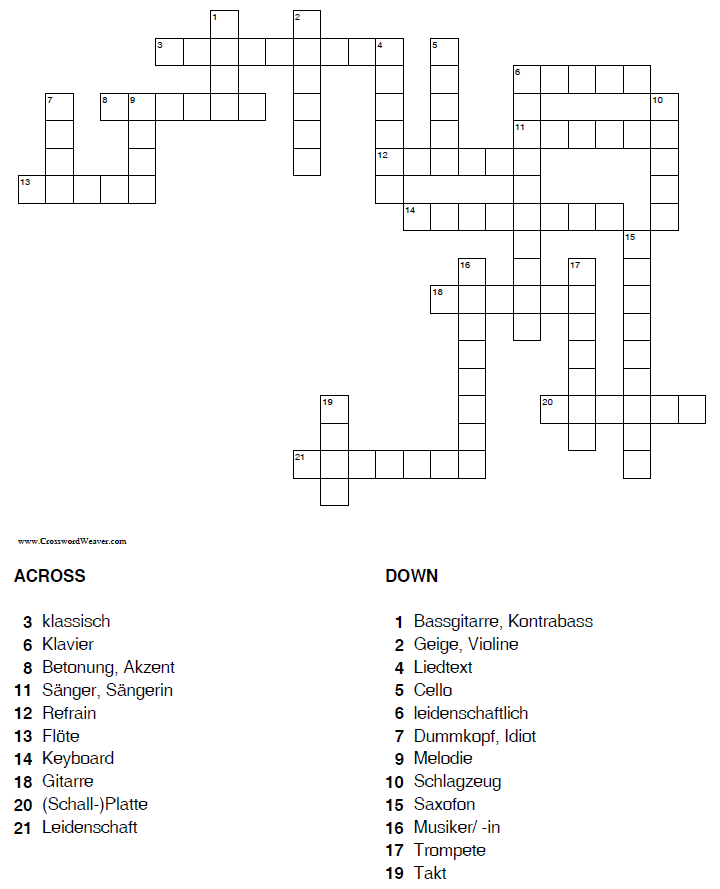 1 2
3 4 5
6
7 8 9 10
11
12
13
14
15
16 17
18
19 20
21
www.CrosswordWeaver.com
ACROSS
3 klassisch
6 Klavier
8 Betonung, Akzent
11 Sänger, Sängerin
12 Refrain
13 Flöte
14 Keyboard
18 Gitarre
20 (Schall-)Platte
21 Leidenschaft
DOWN
1 Bassgitarre, Kontrabass
2 Geige, Violine
4 Liedtext
5 Cello
6 leidenschaftlich
7 Dummkopf, Idiot
9 Melodie
10 Schlagzeug
15 Saxofon
16 Musiker/ -in
17 Trompete
19 Takt